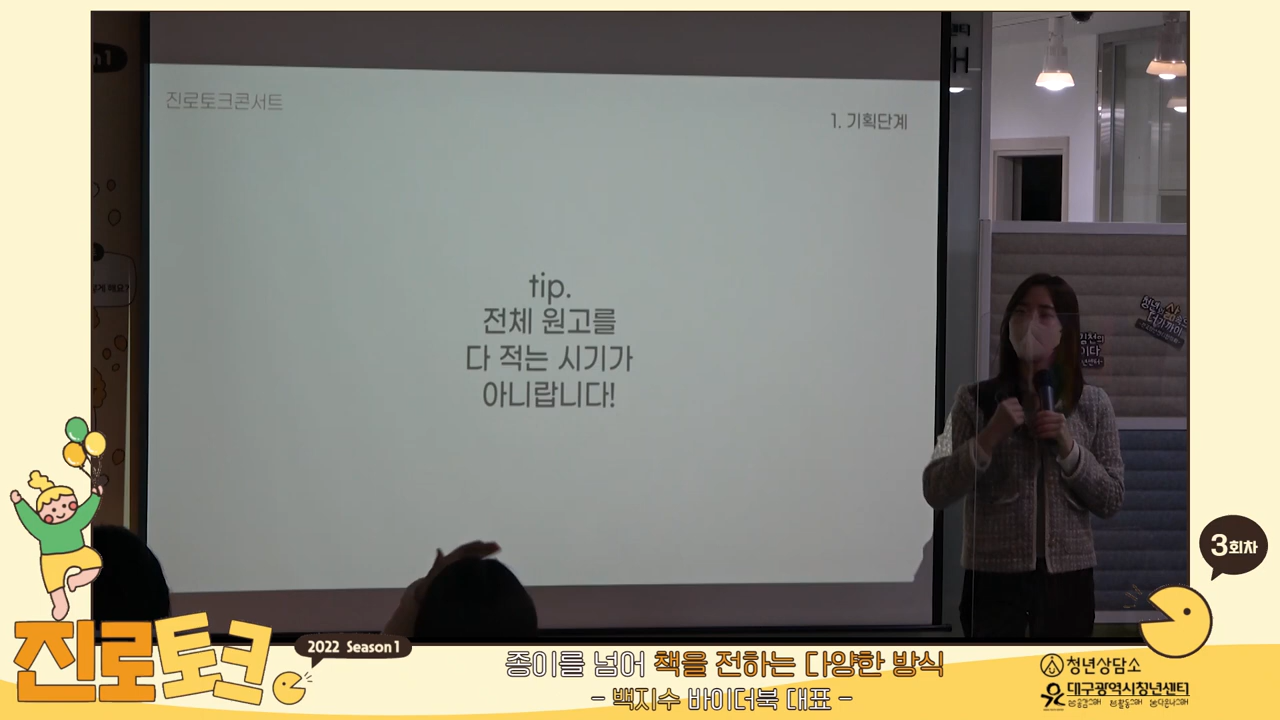 진로토크콘서트
1. 기획단계
tip.
전체 원고를
다 적는 시기가
아니랍니다!
3회차
진로토크
2022 Season1
종이를 넘어 책을 전하는 다양한 방식
- 백지수 바이더북 대표 -
청년상담소
대구광역시청년센터